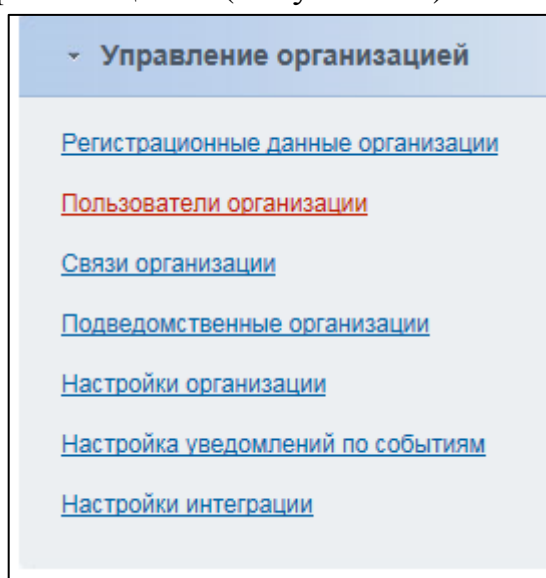 Управление организацией
Регистрационные данные организации
Пользователи организации
Связи организации
Подведомственные организации
Настройки организации
Настройка уведомлений по событиям
Настройки интеграции